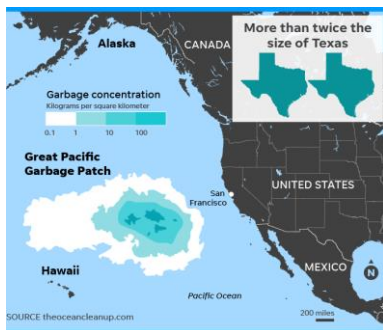 More than twice the
size of Texas
Alaska
CANADA
Garbage concentration
Kilograms per square kilometer
0.1 1 10 100
Great Pacific
Garbage Patch
San
Francisco
UNITED STATES
Hawaii
MEXICO
N
Pacific Ocean
SOURCE theoceancleanup.com
200 miles